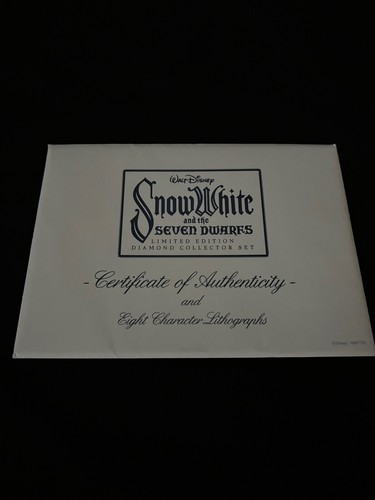 Walt Disney
Snow White
and the
SEVEN DWARFS
LIMITED EDITION
DIAMOND COLLECTOR SET
- Certificate of Authenticity -
and
Eight Character Lithographs